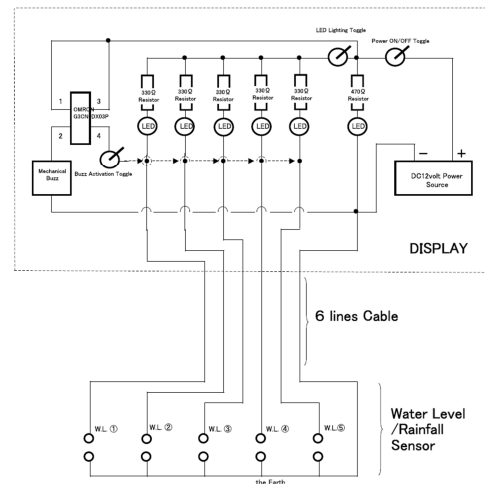 LED Lighting Toggle
Power ON/OFF Toggle
330Ω
Resistor
330Ω
Resistor
330Ω
Resistor
330Ω
Resistor
330Ω
Resistor
470Ω
Resistor
1
3
OMRON
2
4
LED
LED
LED
LED
LED
LED
Mechanical
Buzz
Buzz Activation Toggle
− +
DC12volt Power
Source
DISPLAY
6 lines Cable
W.L. ①
W.L. ②
W.L. ③
W.L. ④
W.L. ⑤
Water Level
/Rainfall
Sensor
the Earth